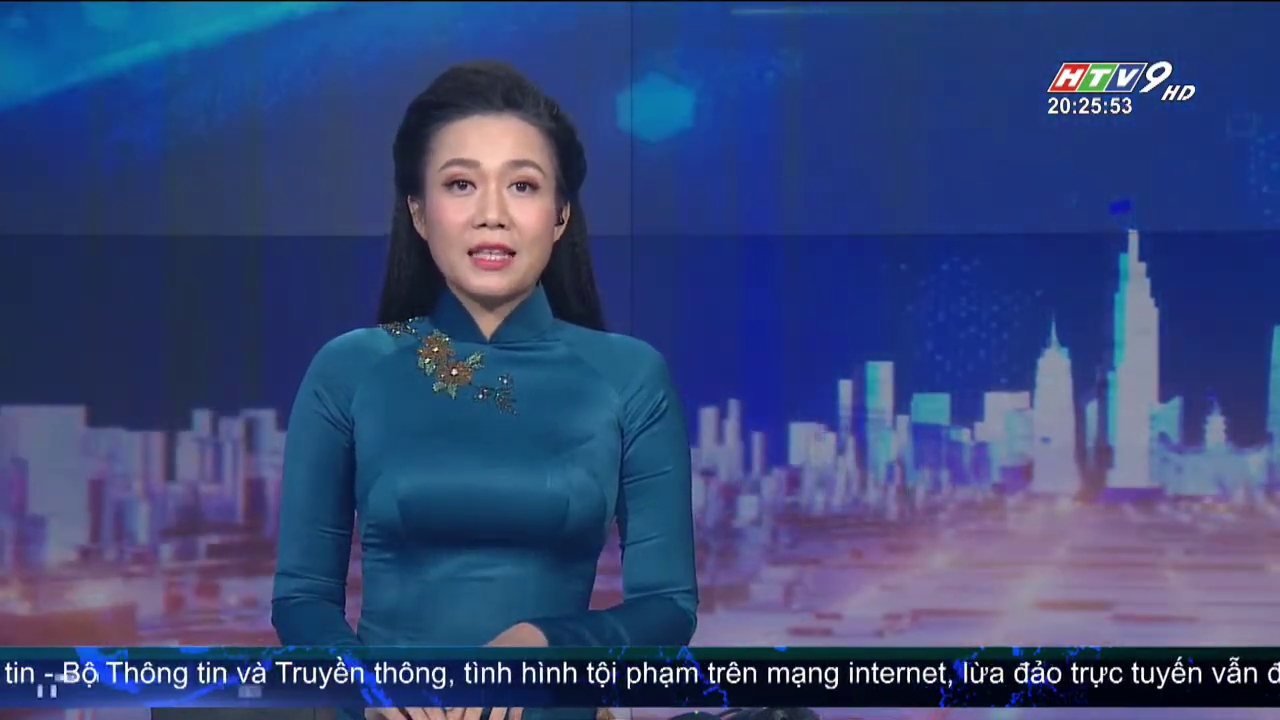 HTV9 HD
20:25:53
tin - Bộ Thông tin và Truyền thông, tình hình tội phạm trên mạng internet, lừa đảo trực tuyến vẫn đ